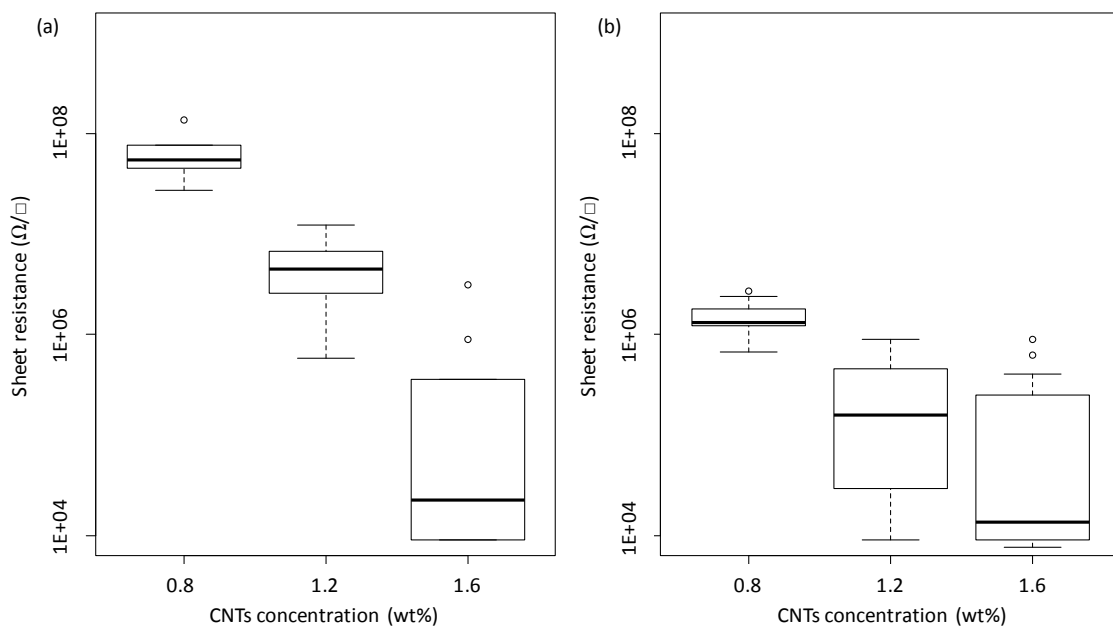 (a)
Sheet resistance (Ω/□)
1E+08
1E+06
1E+04
0.8 1.2 1.6
CNTs concentration (wt%)
(b)
Sheet resistance (Ω/□)
1E+08
1E+06
1E+04
0.8 1.2 1.6
CNTs concentration (wt%)